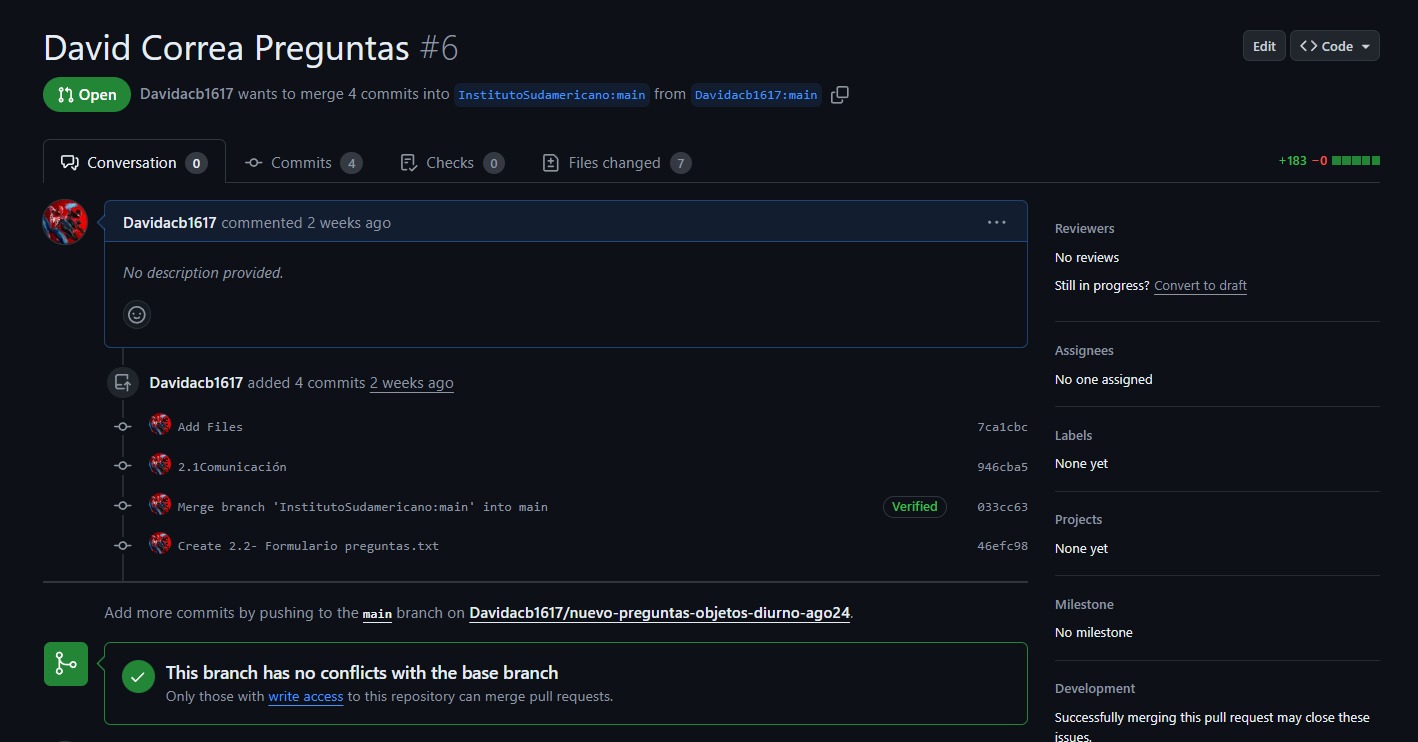 David Correa Preguntas #6
Edit
<> Code
Open
Davidacb1617 wants to merge 4 commits into InstitutoSudamericano:main from Davidacb1617:main
Conversation 0
Commits 4
Checks 0
Files changed 7
+183 −0
Davidacb1617 commented 2 weeks ago
No description provided.
Davidacb1617 added 4 commits 2 weeks ago
Add Files 7ca1cbc
2.1Comunicación 946cba5
Merge branch 'InstitutoSudamericano:main' into main Verified 033cc63
Create 2.2- Formulario preguntas.txt 46efc98
Add more commits by pushing to the main branch on Davidacb1617/nuevo-preguntas-objetos-diurno-ago24.
This branch has no conflicts with the base branch
Only those with write access to this repository can merge pull requests.
Reviewers
No reviews
Still in progress? Convert to draft
Assignees
No one assigned
Labels
None yet
Projects
None yet
Milestone
No milestone
Development
Successfully merging this pull request may close these
issues.